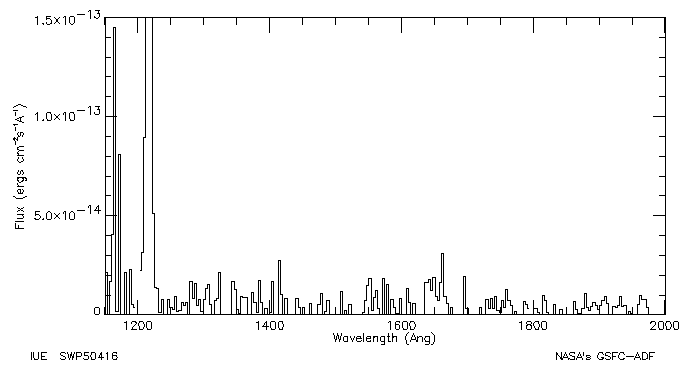 1.5×10⁻¹³
1.0×10⁻¹³
5.0×10⁻¹⁴
0
Flux (ergs cm⁻²s⁻¹A⁻¹)
1200 1400 1600 1800 2000
Wavelength (Ang)
IUE SWP50416 NASA's GSFC–ADF